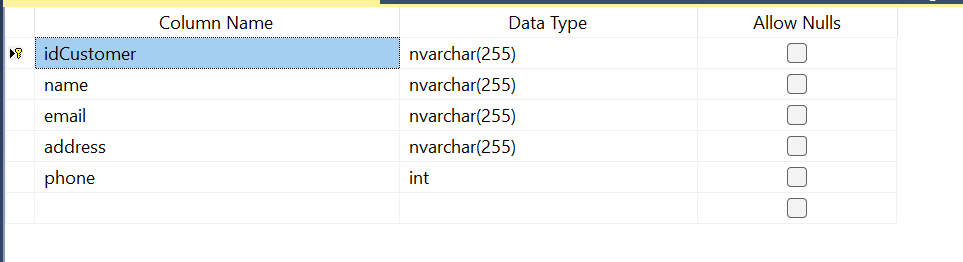 Column Name Data Type Allow Nulls
idCustomer nvarchar(255)
name nvarchar(255)
email nvarchar(255)
address nvarchar(255)
phone int